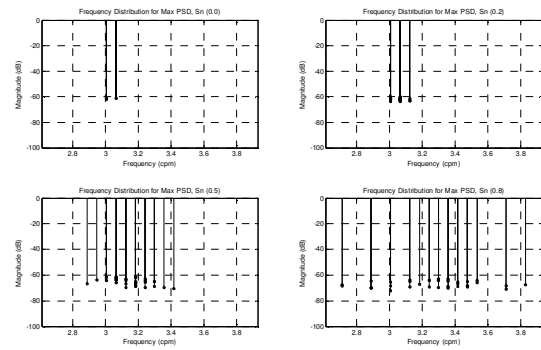 Frequency Distribution for Max PSD, Sn (0.0)
0
-20
-40
-60
-80
-100
Magnitude (dB)
2.8 3 3.2 3.4 3.6 3.8
Frequency (cpm)
Frequency Distribution for Max PSD, Sn (0.2)
0
-20
-40
-60
-80
-100
Magnitude (dB)
2.8 3 3.2 3.4 3.6 3.8
Frequency (cpm)
Frequency Distribution for Max PSD, Sn (0.5)
0
-20
-40
-60
-80
-100
Magnitude (dB)
2.8 3 3.2 3.4 3.6 3.8
Frequency (cpm)
Frequency Distribution for Max PSD, Sn (0.8)
0
-20
-40
-60
-80
-100
Magnitude (dB)
2.8 3 3.2 3.4 3.6 3.8
Frequency (cpm)